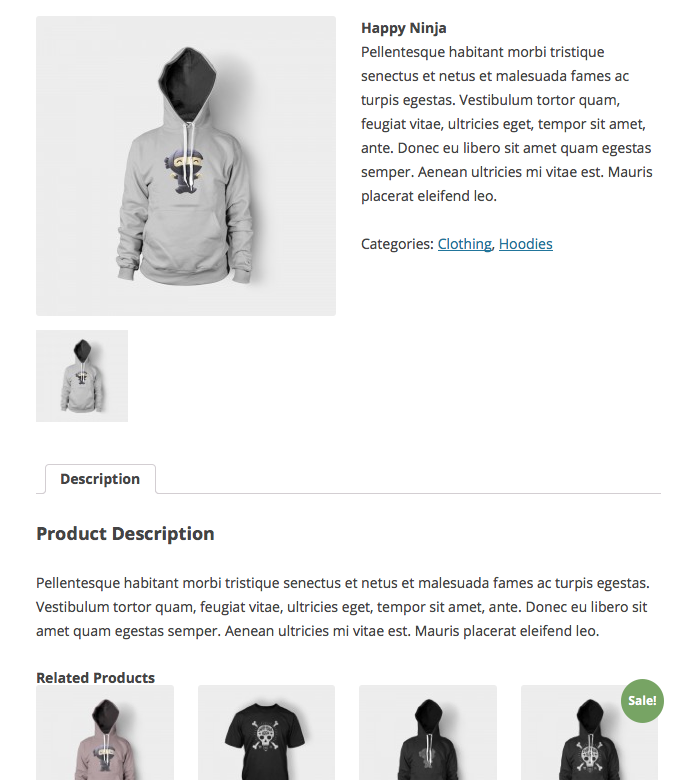 Happy Ninja
Pellentesque habitant morbi tristique
senectus et netus et malesuada fames ac
turpis egestas. Vestibulum tortor quam,
feugiat vitae, ultricies eget, tempor sit amet,
ante. Donec eu libero sit amet quam egestas
semper. Aenean ultricies mi vitae est. Mauris
placerat eleifend leo.
Categories: Clothing, Hoodies
Description
Product Description
Pellentesque habitant morbi tristique senectus et netus et malesuada fames ac turpis egestas.
Vestibulum tortor quam, feugiat vitae, ultricies eget, tempor sit amet, ante. Donec eu libero sit
amet quam egestas semper. Aenean ultricies mi vitae est. Mauris placerat eleifend leo.
Related Products
Sale!